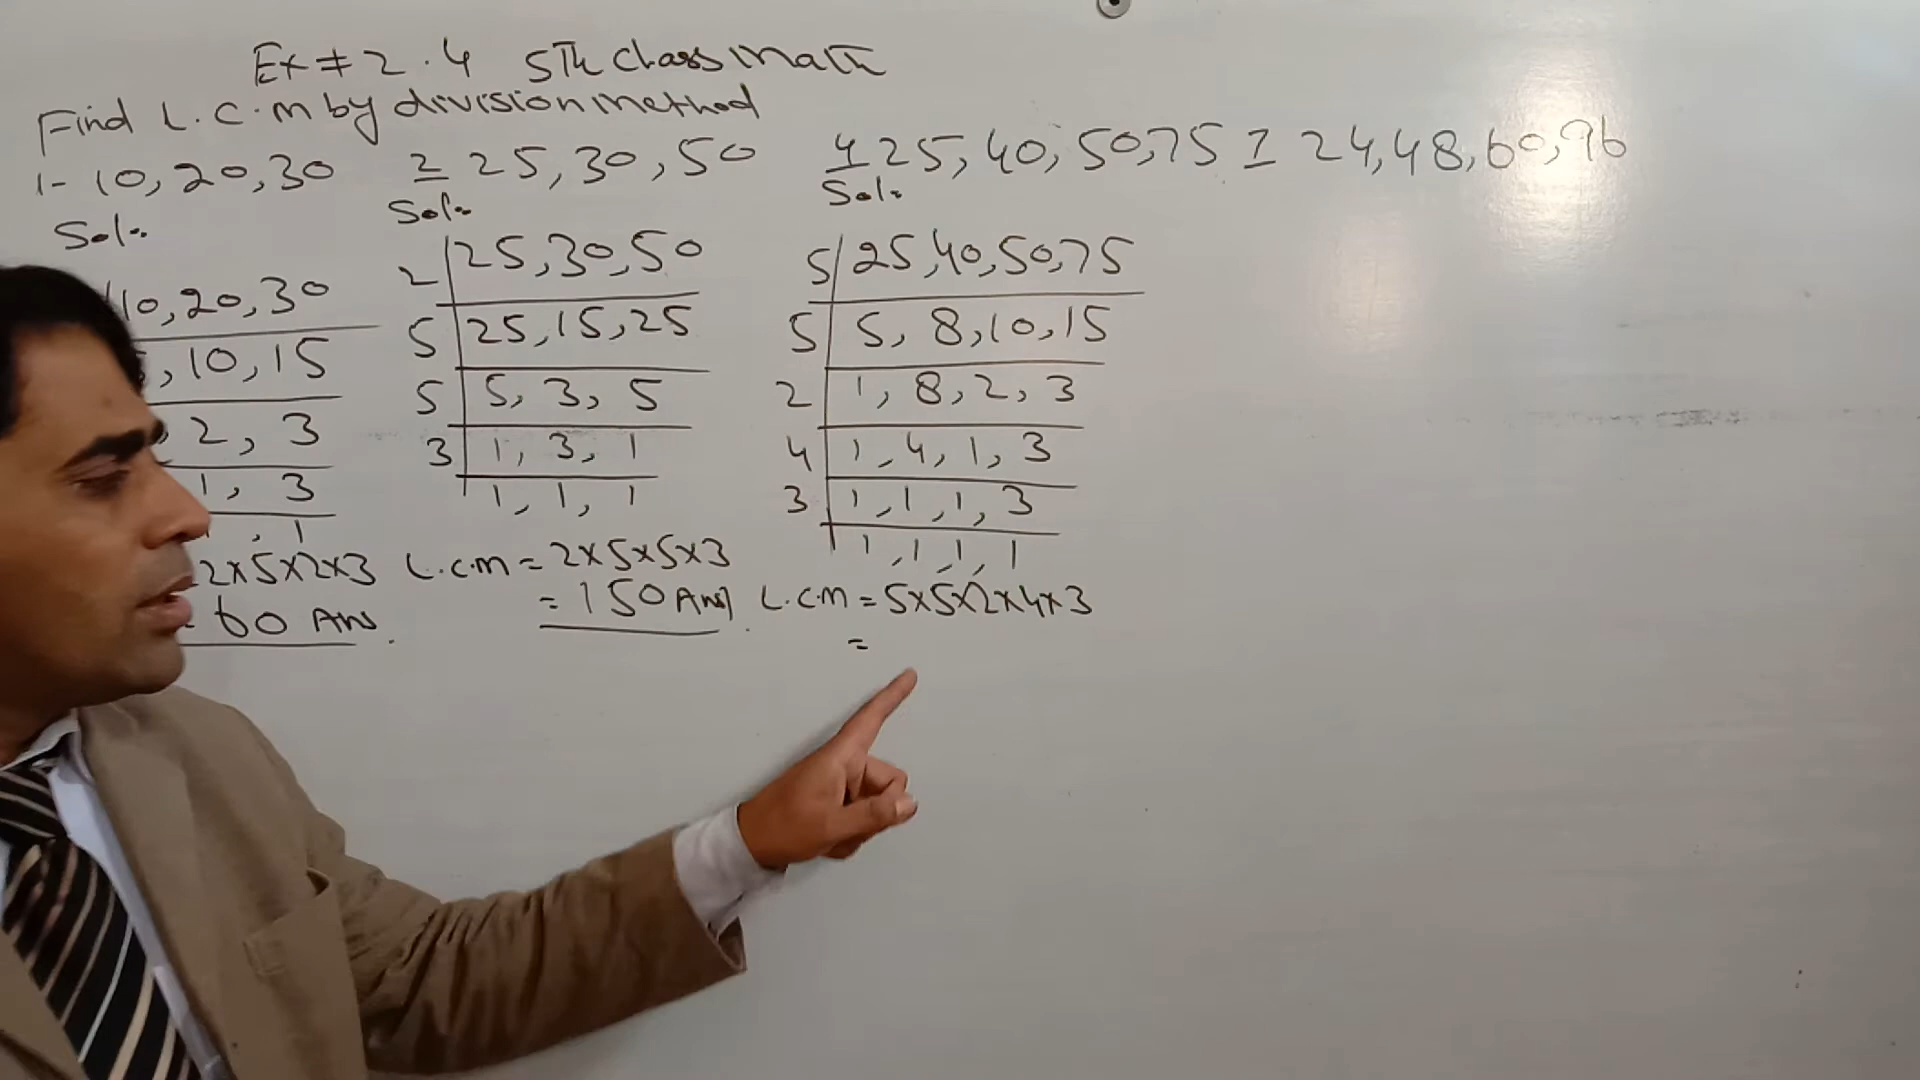 Ex # 2.4 5Th class Math
Find L.C.M by division method
1- 10, 20, 30
Sol:-
10, 20, 30
, 10, 15
, 2, 3
1, 3
, 1
2x5x2x3
= 60 Ans.
2 25, 30, 50
Sol:-
2 | 25, 30, 50
5 | 25, 15, 25
5 | 5, 3, 5
3 | 1, 3, 1
1, 1, 1
L.C.M = 2x5x5x3
= 150 Ans.
4 25, 40, 50, 75
Sol:-
5 | 25, 40, 50, 75
5 | 5, 8, 10, 15
2 | 1, 8, 2, 3
4 | 1, 4, 1, 3
3 | 1, 1, 1, 3
1, 1, 1, 1
L.C.M = 5x5x2x4x3
=
24, 48, 60, 96